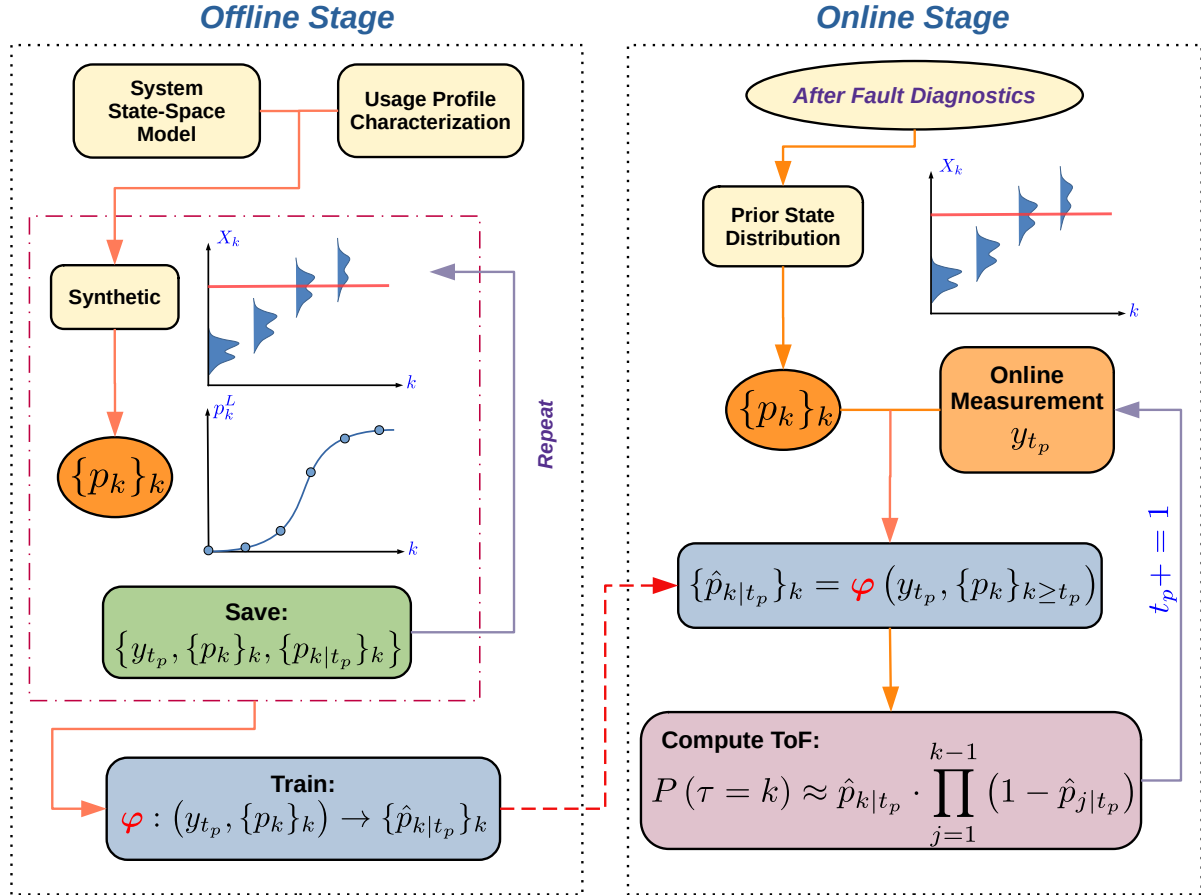 Offline Stage
System
State-Space
Model
Usage Profile
Characterization
Synthetic
X_k
k
p_k^L
k
{p_k}_k
Repeat
Save:
{y_{t_p}, {p_k}_k, {p_{k|t_p}}_k}
Train:
φ : (y_{t_p}, {p_k}_k) → {p̂_{k|t_p}}_k
Online Stage
After Fault Diagnostics
Prior State
Distribution
X_k
k
{p_k}_k
Online
Measurement
y_{t_p}
{p̂_{k|t_p}}_k = φ (y_{t_p}, {p_k}_{k≥t_p})
t_p + = 1
Compute ToF:
P (τ = k) ≈ p̂_{k|t_p} · ∏_{j=1}^{k−1} (1 − p̂_{j|t_p})